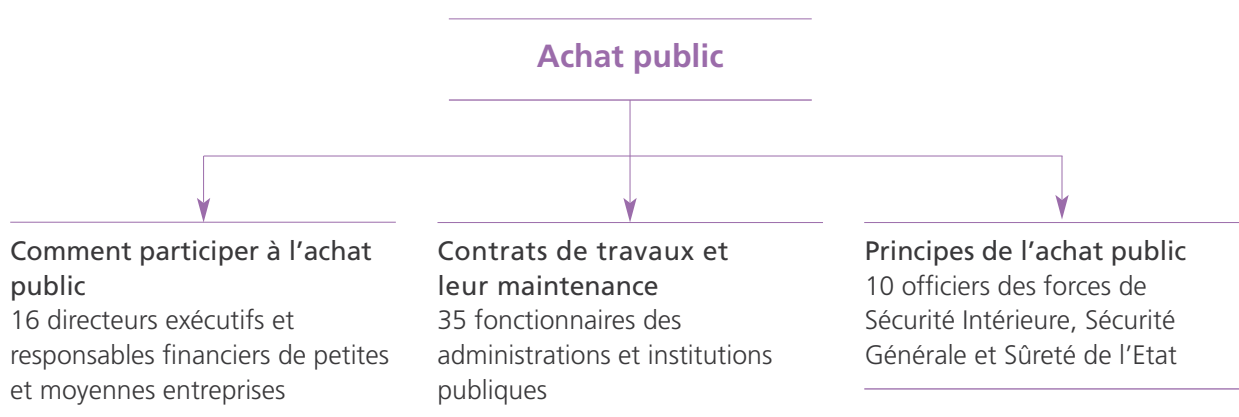 Achat public
Comment participer à l’achat
public
16 directeurs exécutifs et
responsables financiers de petites
et moyennes entreprises
Contrats de travaux et
leur maintenance
35 fonctionnaires des
administrations et institutions
publiques
Principes de l’achat public
10 officiers des forces de
Sécurité Intérieure, Sécurité
Générale et Sûreté de l’Etat